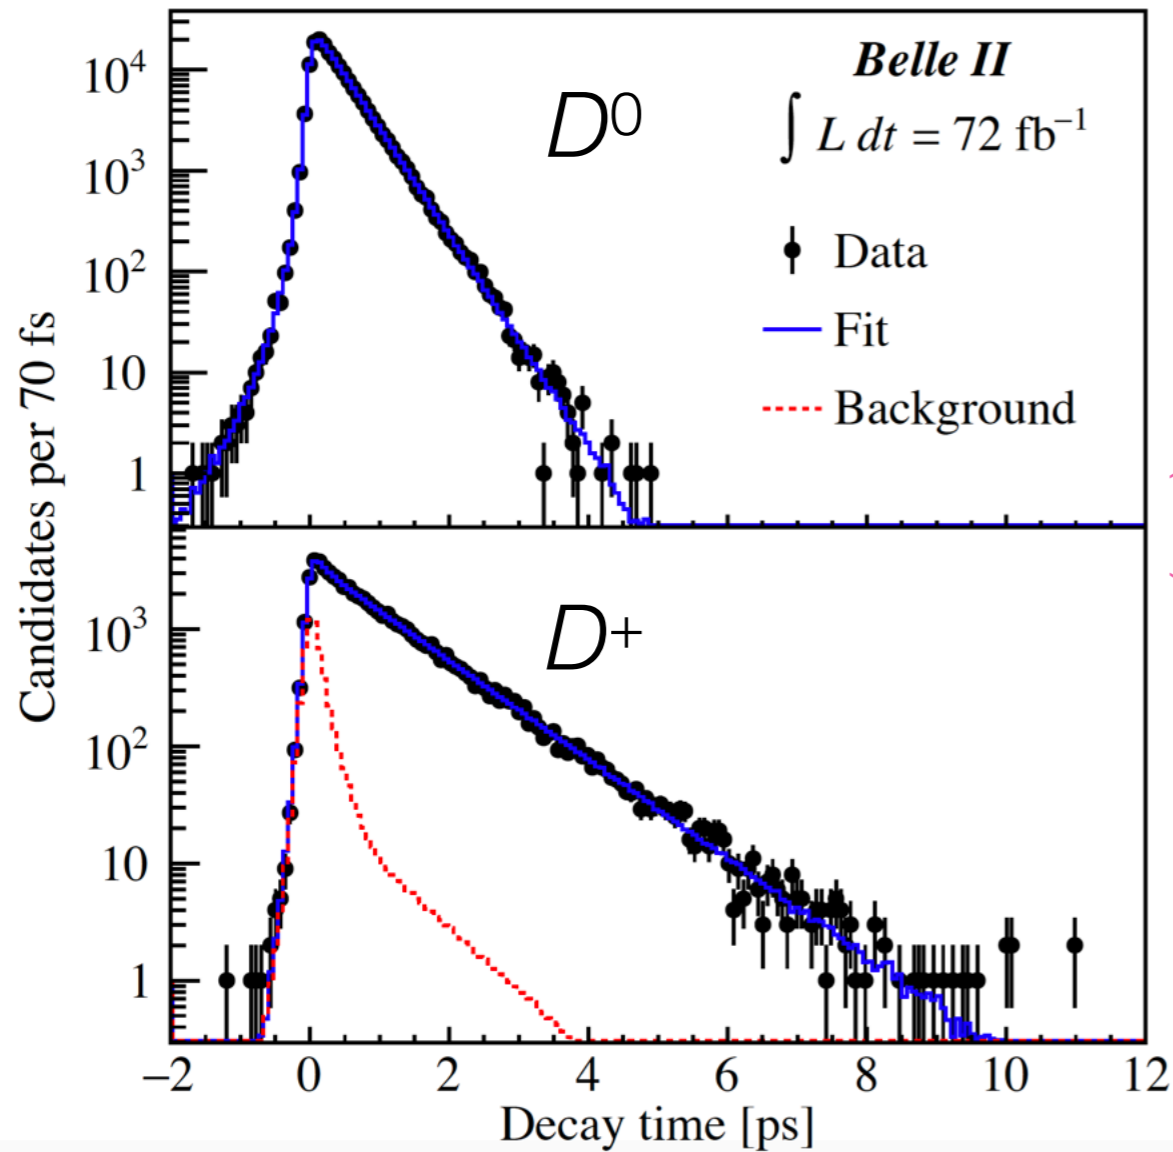 Belle II
∫ L dt = 72 fb⁻¹
D⁰
Data
Fit
Background
10⁴
10³
10²
10
1
Candidates per 70 fs
D⁺
10³
10²
10
1
−2 0 2 4 6 8 10 12
Decay time [ps]